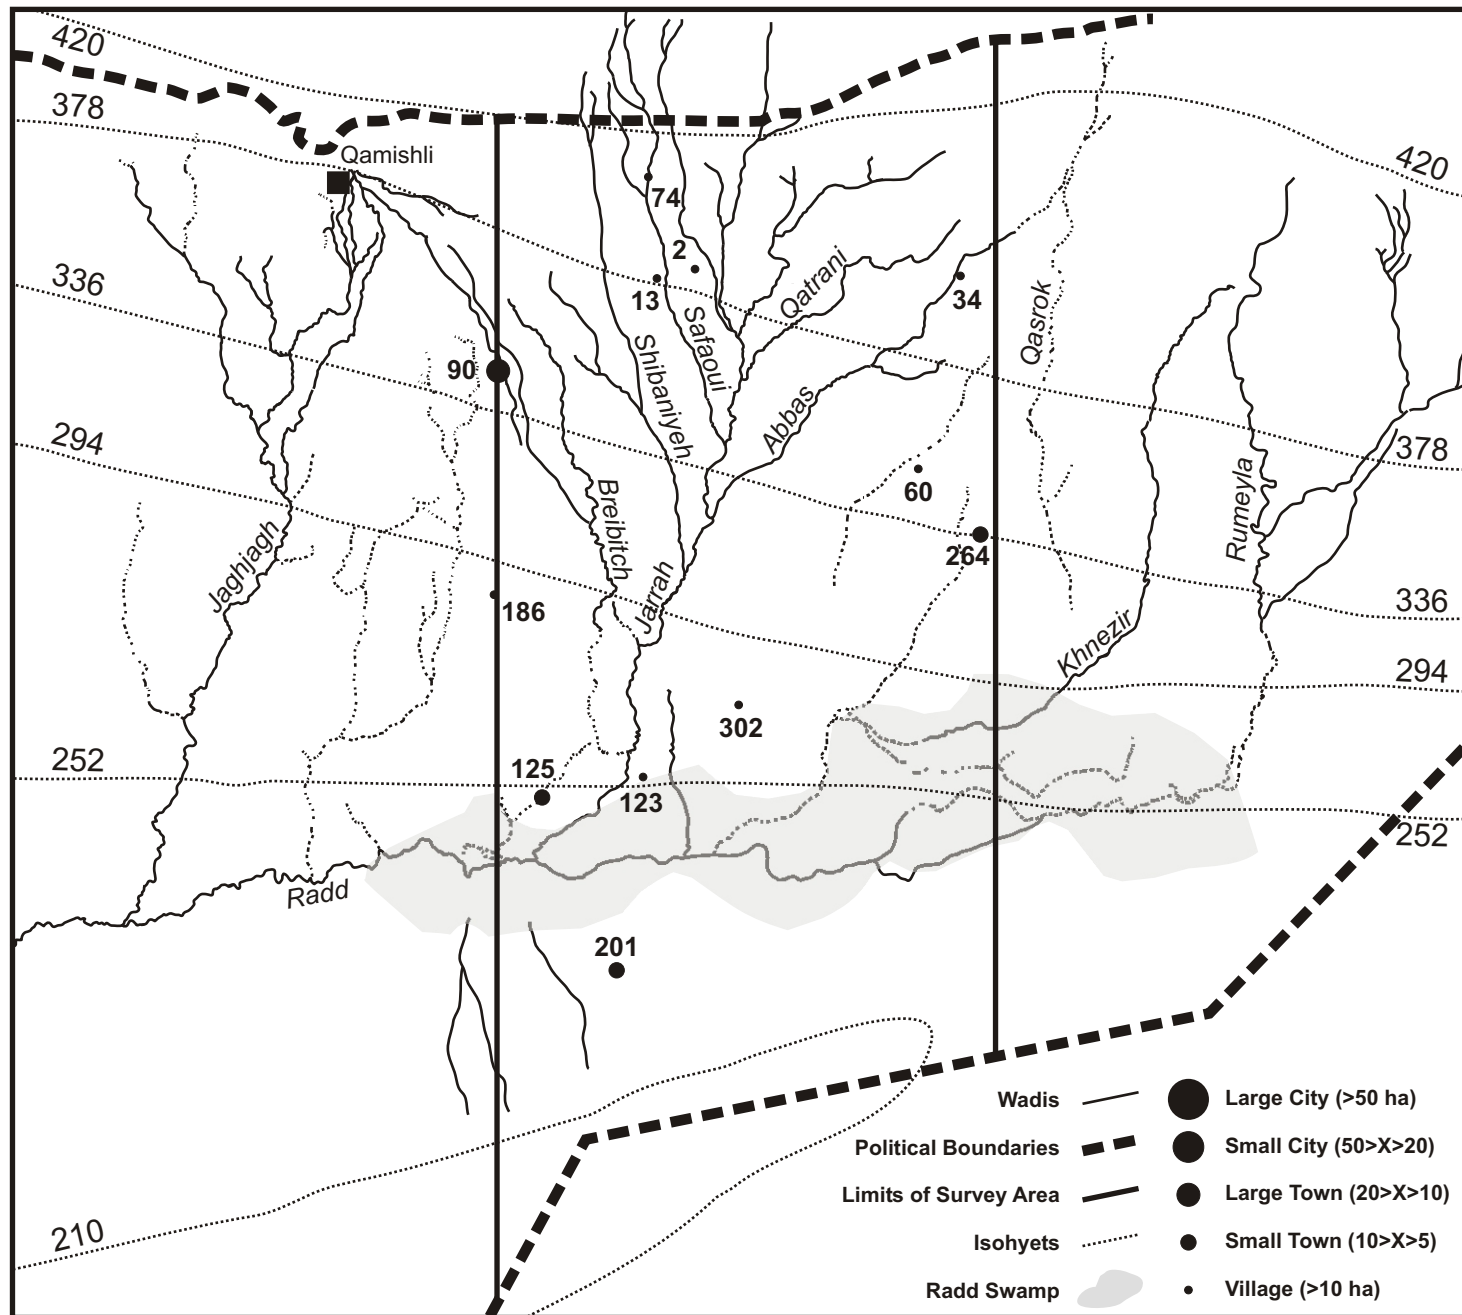 420
378
Qamishli
420
74
2
336
13
34
Qatrani
Safaoui
Qasrok
Shibaniyeh
90
Abbas
294
378
60
Rumeyla
Breibitch
Jaghjagh
264
Jarrah
336
186
Khnezir
294
302
252
125
123
252
Radd
201
210
Wadis
Large City (>50 ha)
Political Boundaries
Small City (50>X>20)
Limits of Survey Area
Large Town (20>X>10)
Isohyets
Small Town (10>X>5)
Radd Swamp
Village (>10 ha)